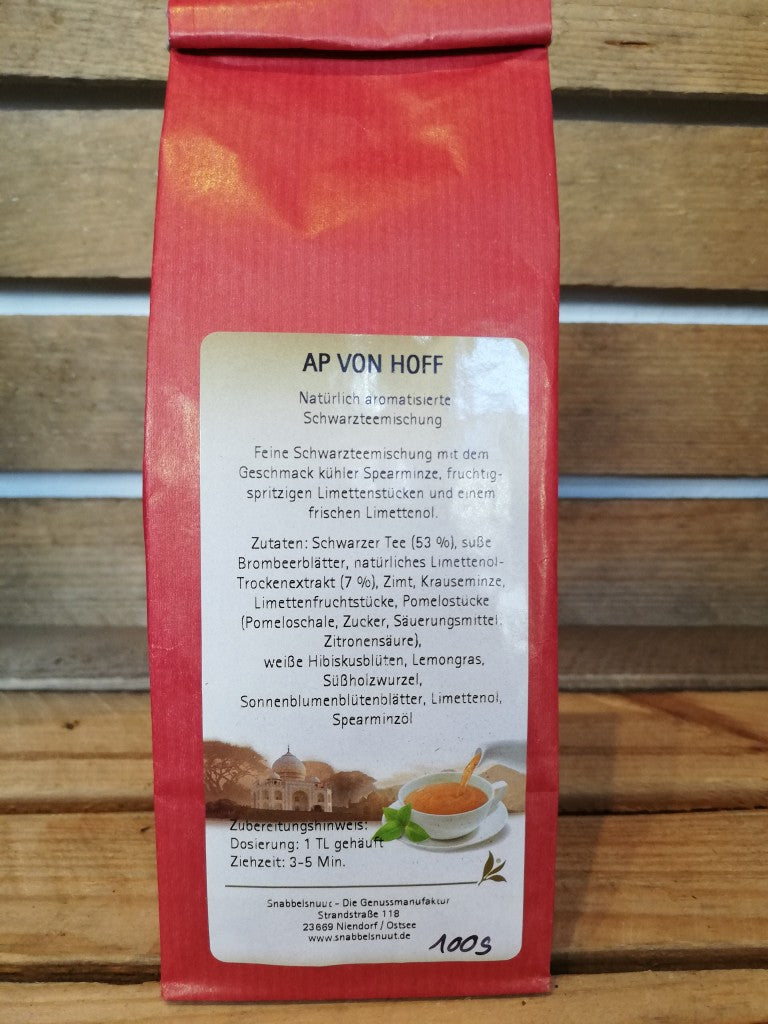 AP VON HOFF
Natürlich aromatisierte
Schwarzteemischung
Feine Schwarzteemischung mit dem
Geschmack kühler Spearminze, fruchtig-
spritzigen Limettenstücken und einem
frischen Limettenöl.
Zutaten: Schwarzer Tee (53 %), süße
Brombeerblätter, natürliches Limettenöl-
Trockenextrakt (7 %), Zimt, Krauseminze,
Limettenfruchtstücke, Pomelostücke
(Pomeloschale, Zucker, Säuerungsmittel:
Zitronensäure),
weiße Hibiskusblüten, Lemongras,
Süßholzwurzel,
Sonnenblumenblütenblätter, Limettenöl,
Spearminzöl
Zubereitungshinweis:
Dosierung: 1 TL gehäuft
Ziehzeit: 3-5 Min.
Snabbelsnuut - Die Genussmanufaktur
Strandstraße 118
23669 Niendorf / Ostsee
www.snabbelsnuut.de
100g